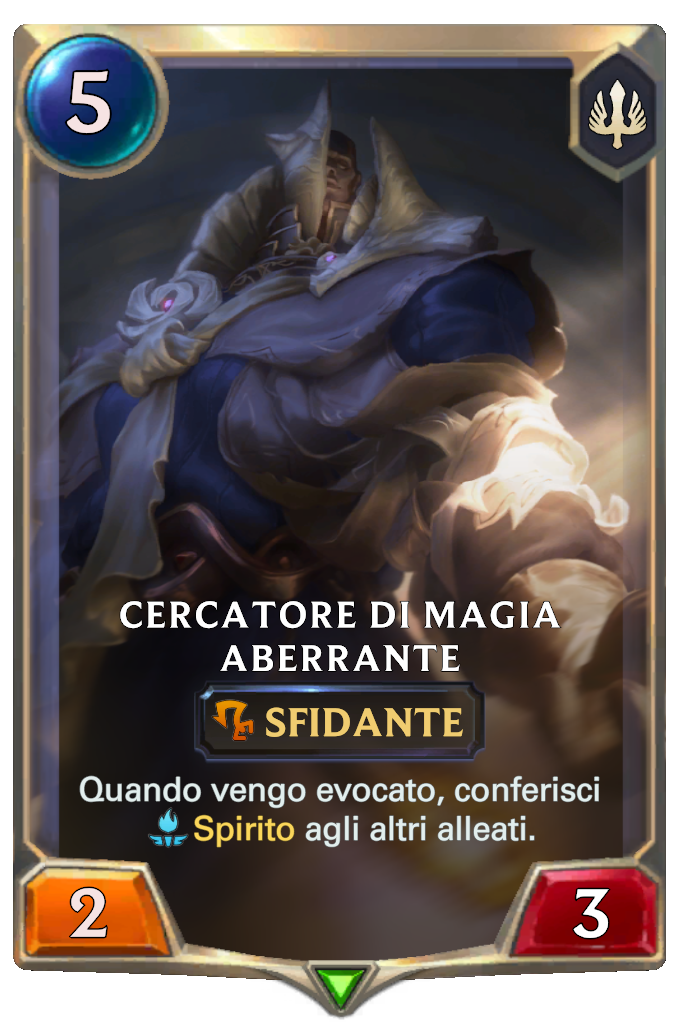 5
CERCATORE DI MAGIA
ABERRANTE
SFIDANTE
Quando vengo evocato, conferisci
Spirito agli altri alleati.
2
3